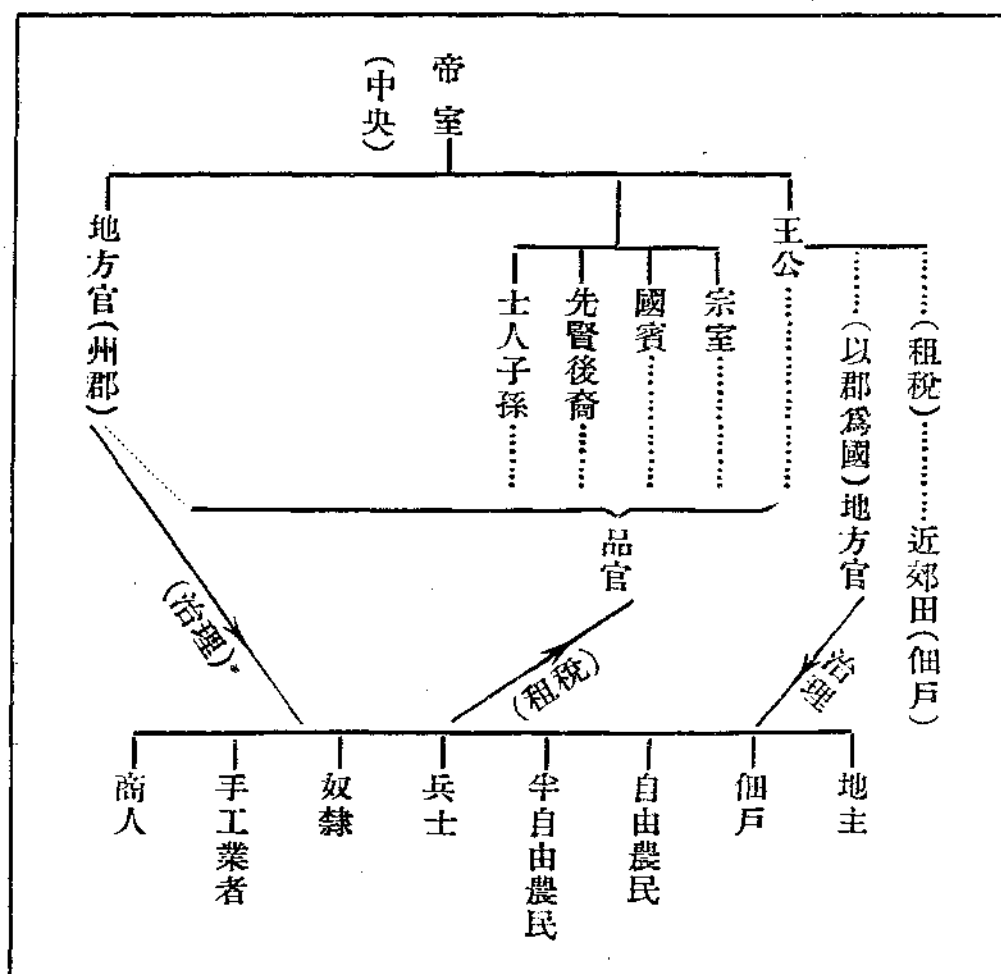 帝室
(中央)
王公
地方官(州郡)
宗室
國賓
先賢後裔
士人子孫
(租稅)……近郊田(佃戶)
(以郡爲國)地方官
品官
(治理)
(租稅)
治理
地主
佃戶
自由農民
半自由農民
兵士
奴隸
手工業者
商人